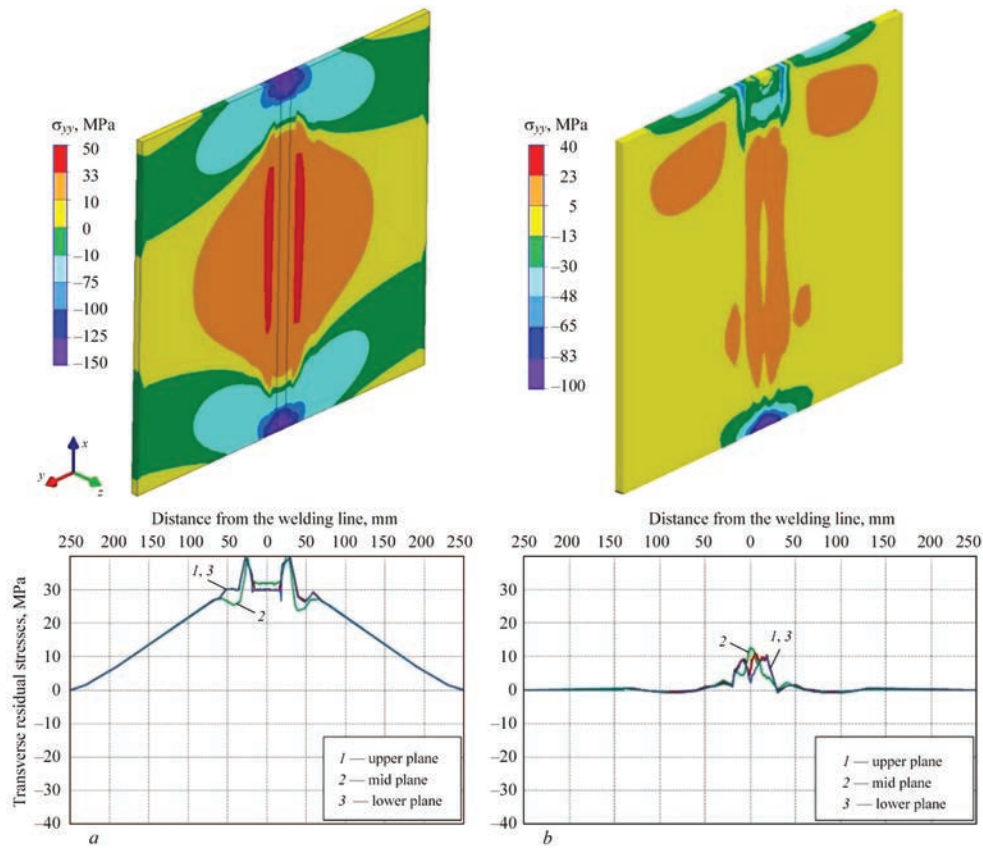 σyy, MPa
50
33
10
0
–10
–75
–100
–125
–150
x
y
z
σyy, MPa
40
23
5
–13
–30
–48
–65
–83
–100
Distance from the welding line, mm
250 200 150 100 50 0 50 100 150 200 250
Transverse residual stresses, MPa
30
20
10
0
–10
–20
–30
–40
1, 3
2
1 — upper plane
2 — mid plane
3 — lower plane
a
Distance from the welding line, mm
250 200 150 100 50 0 50 100 150 200 250
30
20
10
0
–10
–20
–30
–40
2
1, 3
1 — upper plane
2 — mid plane
3 — lower plane
b